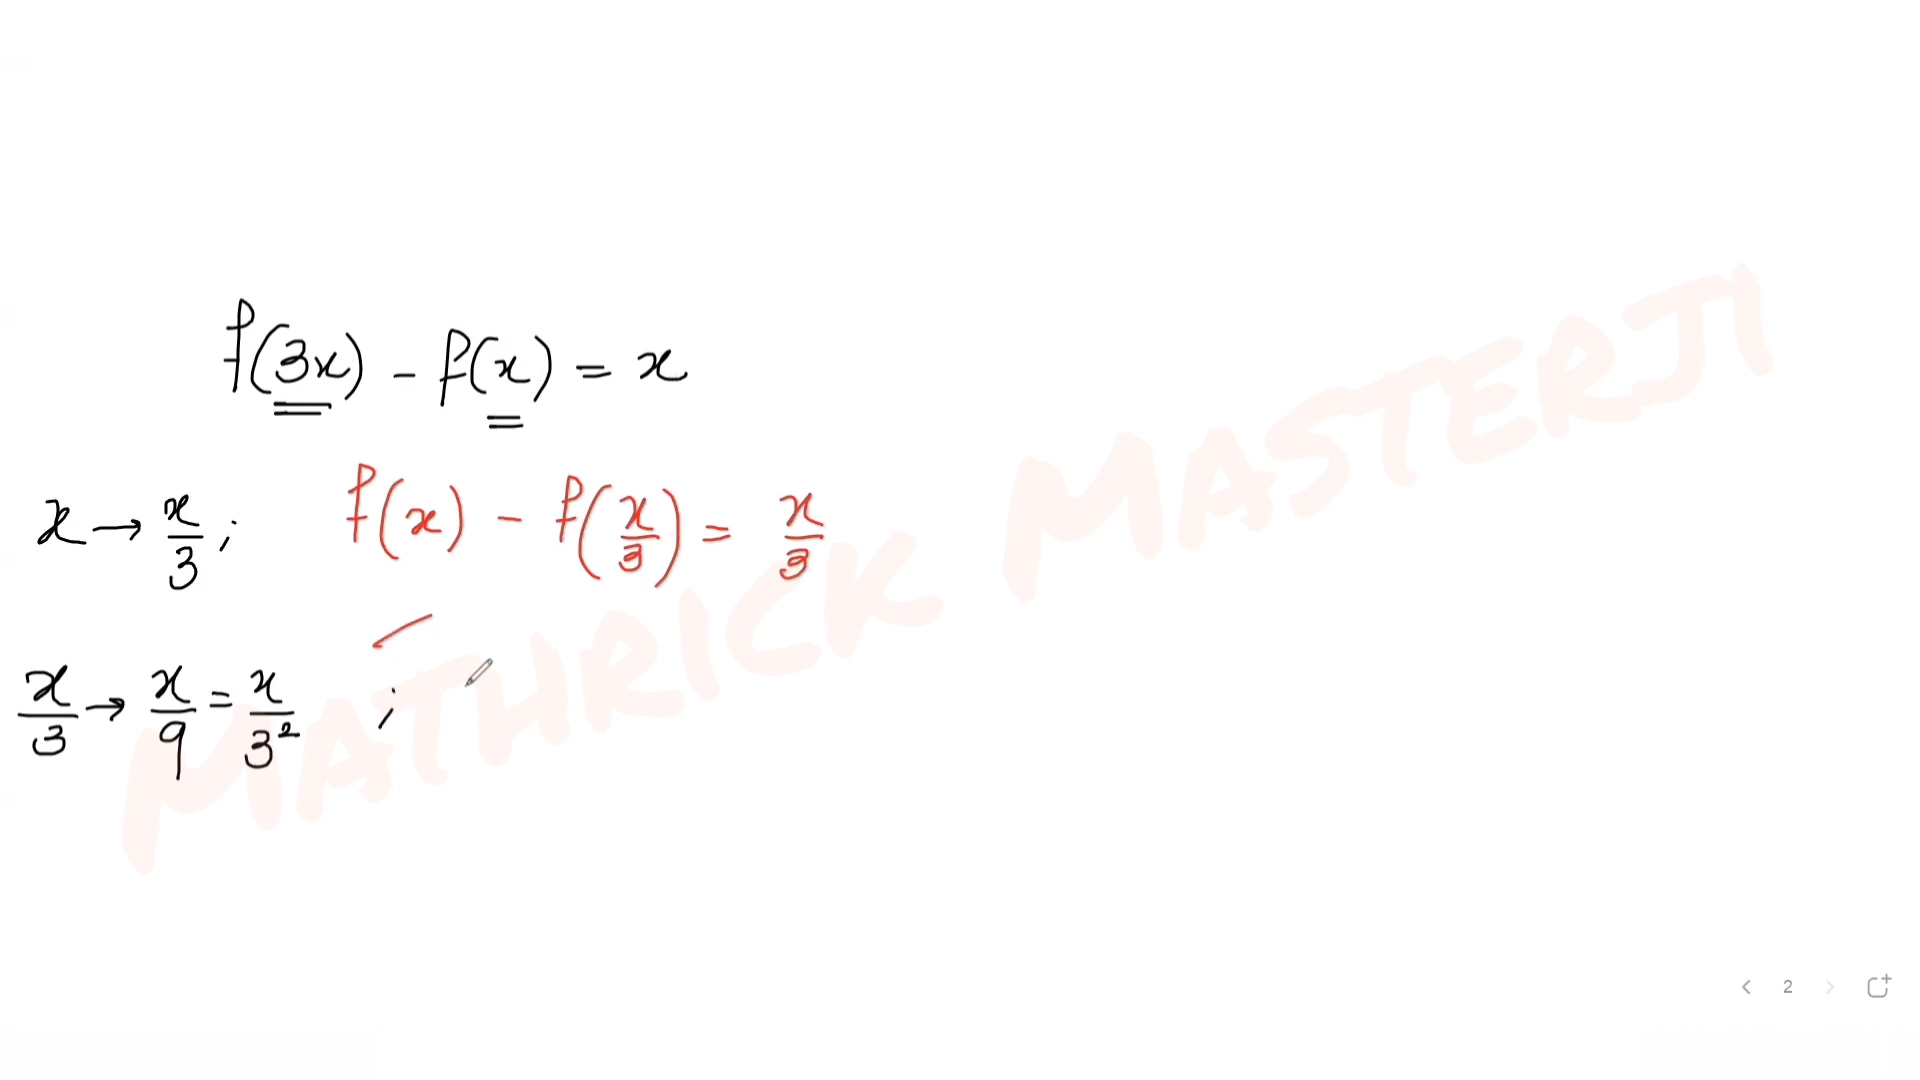 f(3x) - f(x) = x
x → x/3 ; f(x) - f(x/3) = x/3
x/3 → x/9 = x/3² ;
MATHRICK MASTERJI
< 2 >